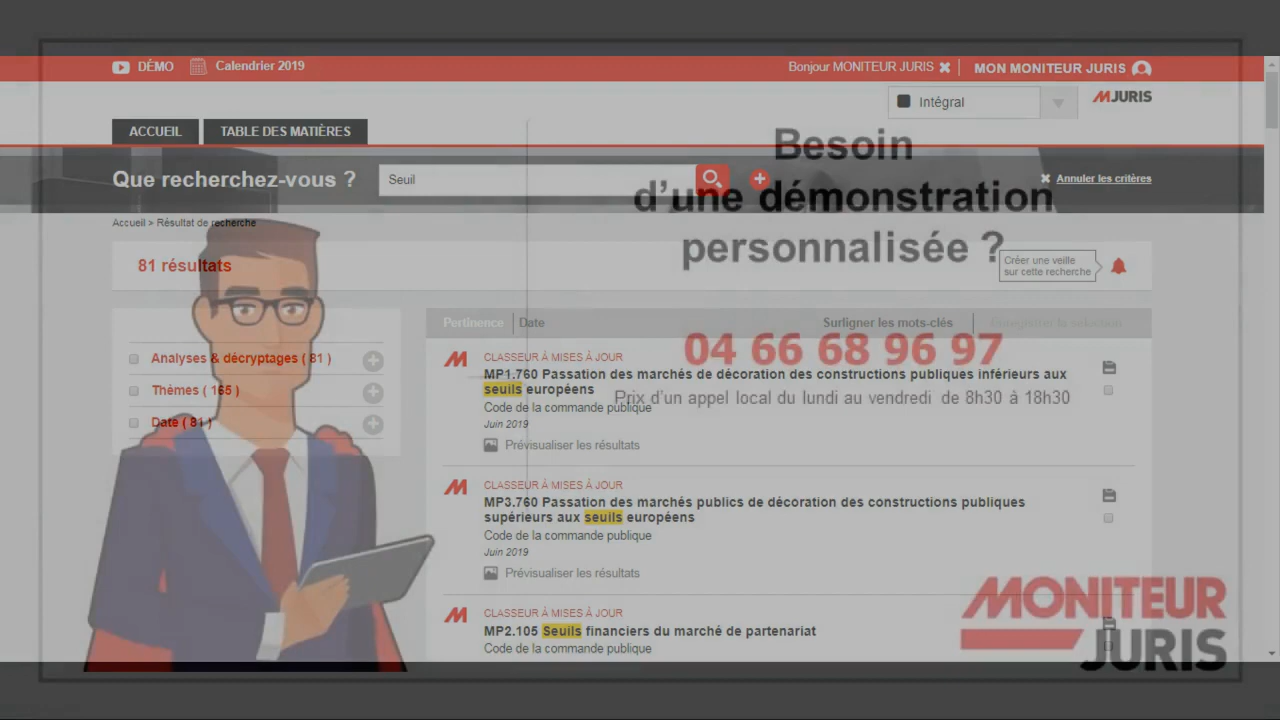 DÉMO
Calendrier 2019
Bonjour MONITEUR JURIS
MON MONITEUR JURIS
Intégral
MJURIS
ACCUEIL
TABLE DES MATIÈRES
Besoin
d'une démonstration
personnalisée ?
Que recherchez-vous ?
Seuil
Annuler les critères
Accueil > Résultat de recherche
81 résultats
Créer une veille
sur cette recherche
Pertinence
Date
Surligner les mots-clés
Enregistrer la sélection
04 66 68 96 97
Prix d'un appel local du lundi au vendredi de 8h30 à 18h30
Analyses & décryptages ( 81 )
Thèmes ( 165 )
Date ( 81 )
CLASSEUR À MISES À JOUR
MP1.760 Passation des marchés de décoration des constructions publiques inférieurs aux
seuils européens
Code de la commande publique
Juin 2019
Prévisualiser les résultats
CLASSEUR À MISES À JOUR
MP3.760 Passation des marchés publics de décoration des constructions publiques
supérieurs aux seuils européens
Code de la commande publique
Juin 2019
Prévisualiser les résultats
CLASSEUR À MISES À JOUR
MP2.105 Seuils financiers du marché de partenariat
Code de la commande publique
MONITEUR
JURIS